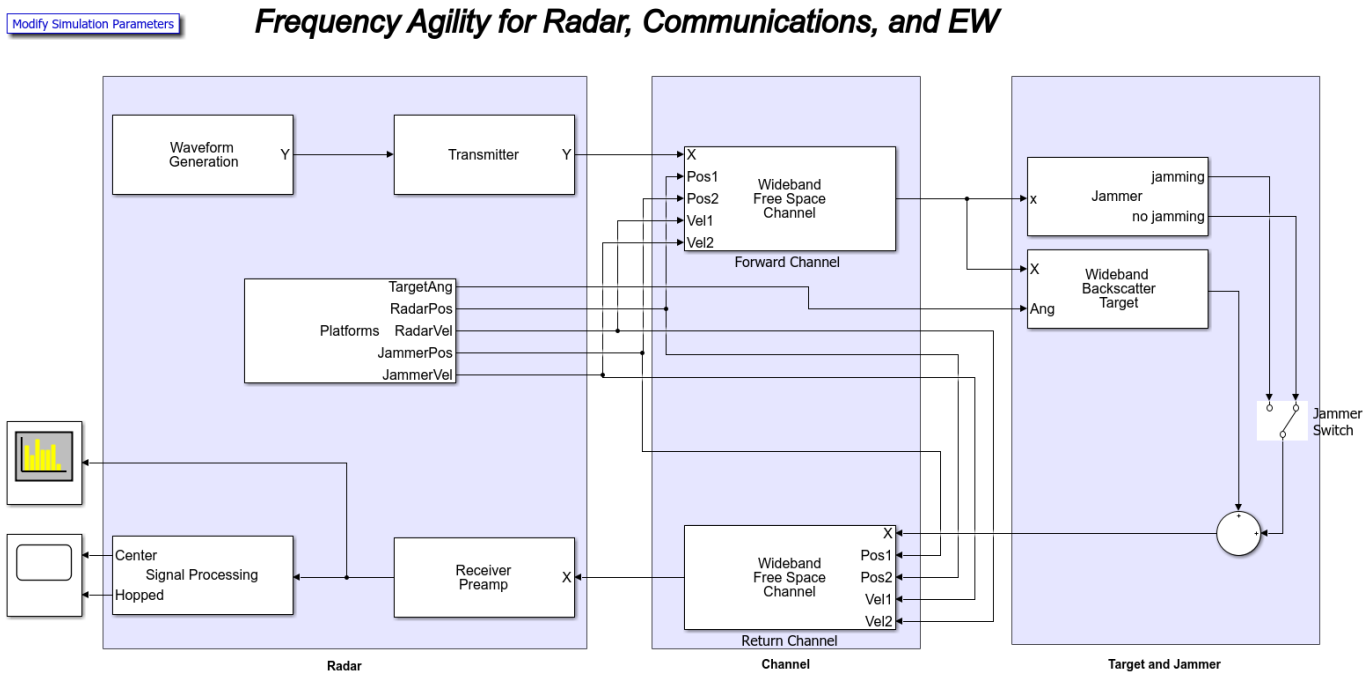 Modify Simulation Parameters
Frequency Agility for Radar, Communications, and EW
Waveform
Generation
Y
Transmitter
Y
X
Pos1
Pos2
Vel1
Vel2
Wideband
Free Space
Channel
Forward Channel
x
Jammer
jamming
no jamming
X
Ang
Wideband
Backscatter
Target
Platforms
TargetAng
RadarPos
RadarVel
JammerPos
JammerVel
Jammer
Switch
+
+
Center
Hopped
Signal Processing
Receiver
Preamp
X
Wideband
Free Space
Channel
X
Pos1
Pos2
Vel1
Vel2
Return Channel
Radar
Channel
Target and Jammer